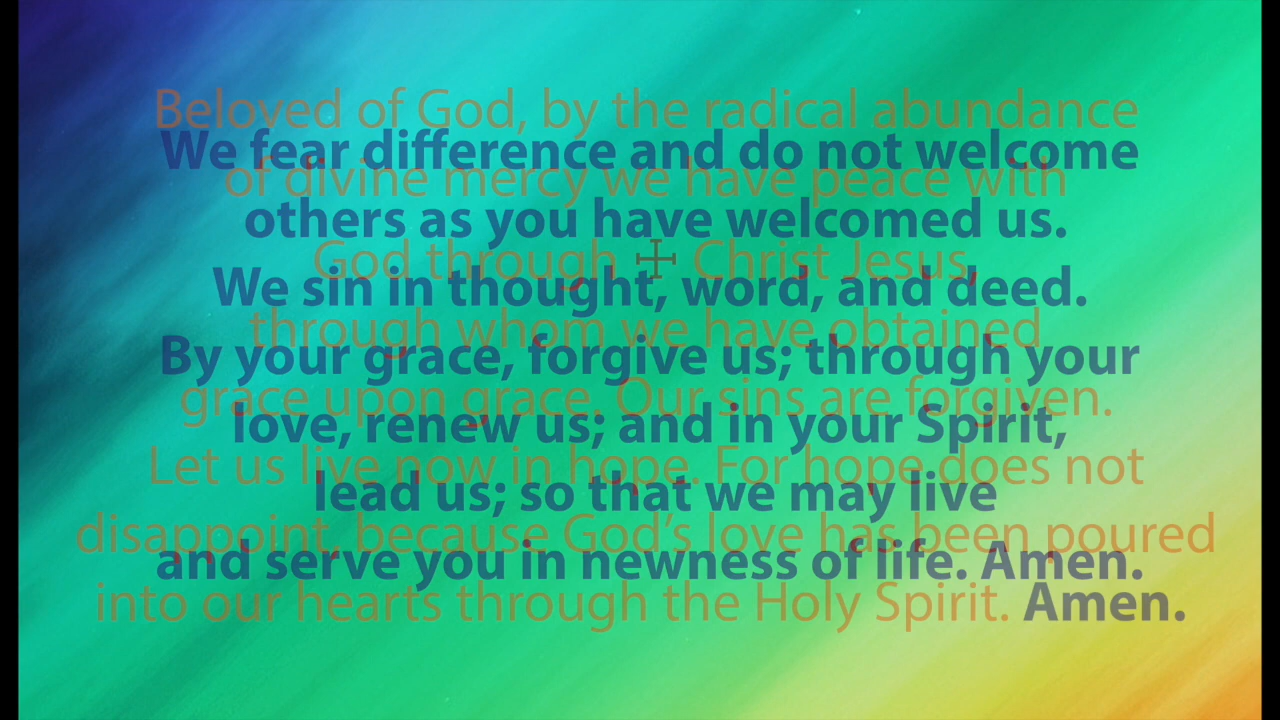 Beloved of God, by the radical abundance
of divine mercy we have peace with
God through ☩ Christ Jesus,
through whom we have obtained
grace upon grace. Our sins are forgiven.
Let us live now in hope. For hope does not
disappoint, because God’s love has been poured
into our hearts through the Holy Spirit. Amen.
We fear difference and do not welcome
others as you have welcomed us.
We sin in thought, word, and deed.
By your grace, forgive us; through your
love, renew us; and in your Spirit,
lead us; so that we may live
and serve you in newness of life. Amen.